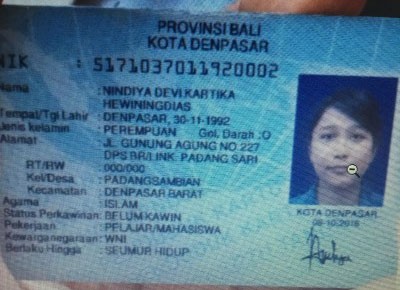 PROVINSI BALI
KOTA DENPASAR
NIK : 5171037011920002
Nama : NINDIYA DEVI KARTIKA
HEWININGDIAS
Tempat/Tgl Lahir : DENPASAR, 30-11-1992
Jenis kelamin : PEREMPUAN Gol. Darah : O
Alamat : JL. GUNUNG AGUNG NO.227
DPS BR/LINK. PADANG SARI
RT/RW : 000/000
Kel/Desa : PADANGSAMBIAN
Kecamatan : DENPASAR BARAT
Agama : ISLAM
Status Perkawinan: BELUM KAWIN
Pekerjaan : PELAJAR/MAHASISWA
Kewarganegaraan: WNI
Berlaku Hingga : SEUMUR HIDUP
KOTA DENPASAR